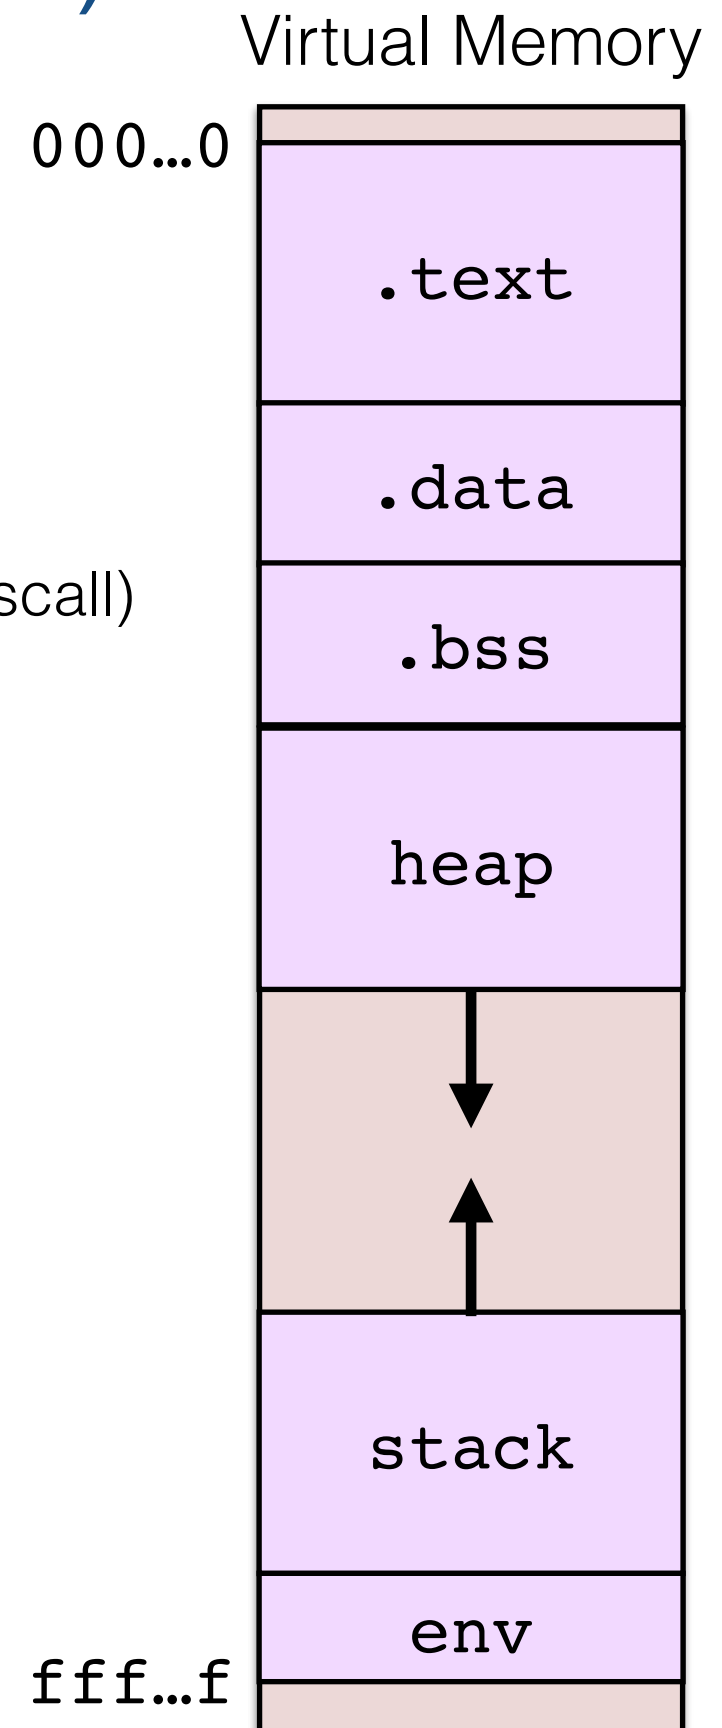 Virtual Memory
000…0
.text
.data
scall)
.bss
heap
stack
env
fff…f